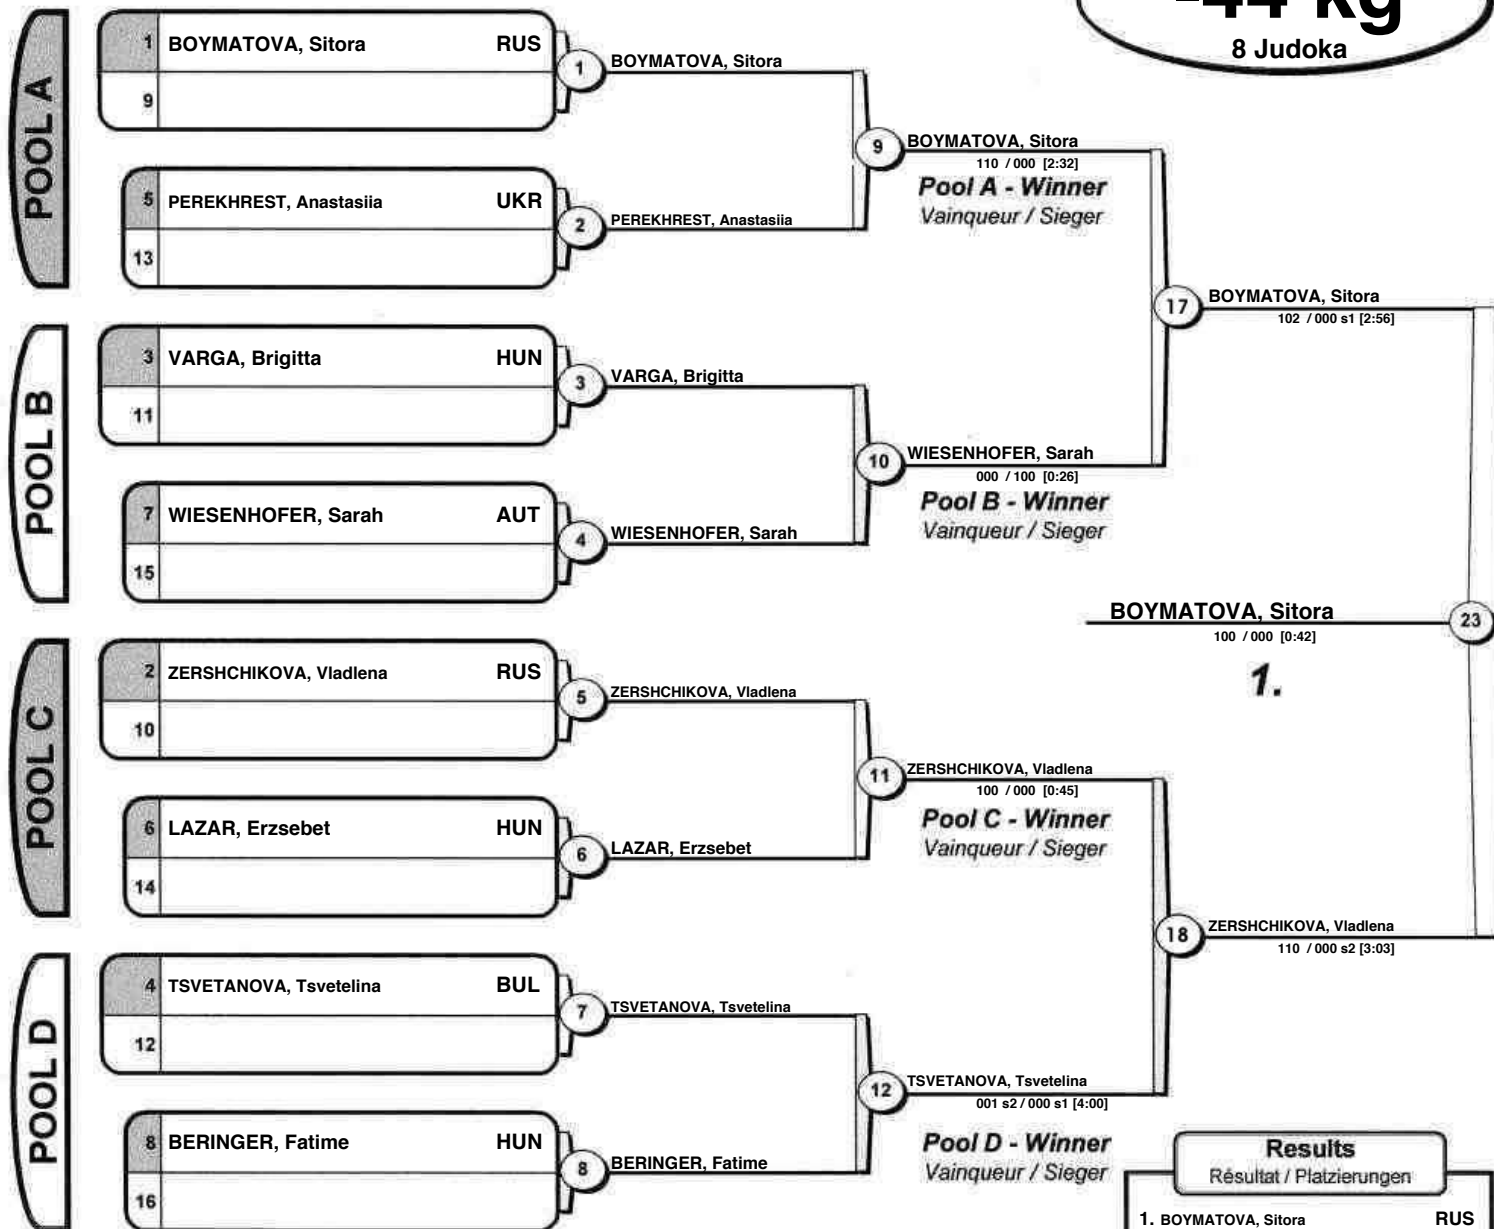 -44 kg
8 Judoka
POOL A
1 BOYMATOVA, Sitora RUS
9
5 PEREKHREST, Anastasiia UKR
13
1 BOYMATOVA, Sitora
2 PEREKHREST, Anastasiia
9 BOYMATOVA, Sitora
110 / 000 [2:32]
Pool A - Winner
Vainqueur / Sieger
POOL B
3 VARGA, Brigitta HUN
11
7 WIESENHOFER, Sarah AUT
15
3 VARGA, Brigitta
4 WIESENHOFER, Sarah
10 WIESENHOFER, Sarah
000 / 100 [0:26]
Pool B - Winner
Vainqueur / Sieger
17 BOYMATOVA, Sitora
102 / 000 s1 [2:56]
BOYMATOVA, Sitora 23
100 / 000 [0:42]
1.
POOL C
2 ZERSHCHIKOVA, Vladlena RUS
10
6 LAZAR, Erzsebet HUN
14
5 ZERSHCHIKOVA, Vladlena
6 LAZAR, Erzsebet
11 ZERSHCHIKOVA, Vladlena
100 / 000 [0:45]
Pool C - Winner
Vainqueur / Sieger
18 ZERSHCHIKOVA, Vladlena
110 / 000 s2 [3:03]
POOL D
4 TSVETANOVA, Tsvetelina BUL
12
8 BERINGER, Fatime HUN
16
7 TSVETANOVA, Tsvetelina
8 BERINGER, Fatime
12 TSVETANOVA, Tsvetelina
001 s2 / 000 s1 [4:00]
Pool D - Winner
Vainqueur / Sieger
Results
Résultat / Platzierungen
1. BOYMATOVA, Sitora RUS